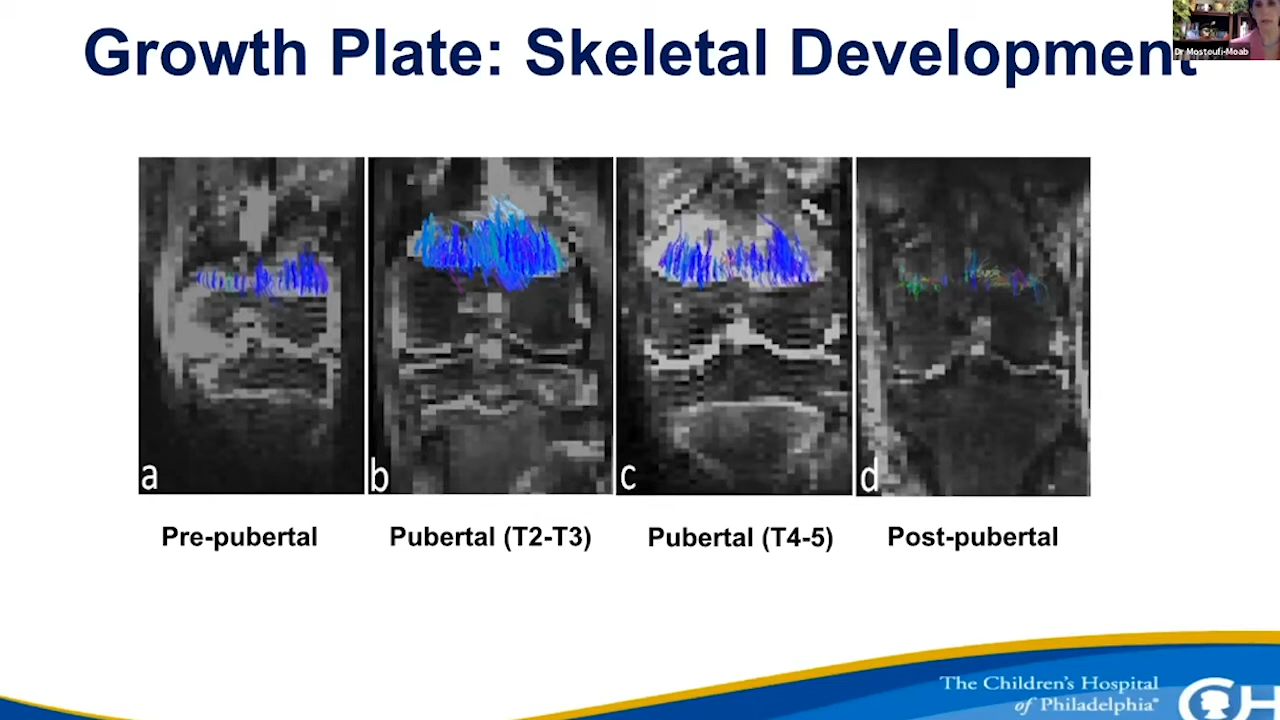 Growth Plate: Skeletal Development
Dr Mostoufi-Moab
a
b
c
d
Pre-pubertal
Pubertal (T2-T3)
Pubertal (T4-5)
Post-pubertal
The Children's Hospital
of Philadelphia®
CH